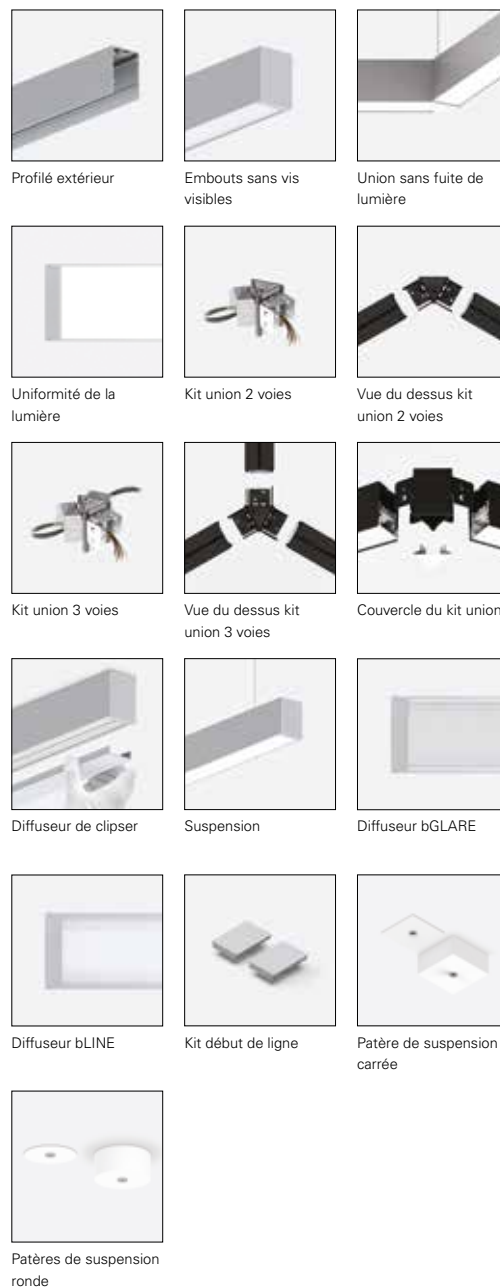 Profilé extérieur
Embouts sans vis
visibles
Union sans fuite de
lumière
Uniformité de la
lumière
Kit union 2 voies
Vue du dessus kit
union 2 voies
Kit union 3 voies
Vue du dessus kit
union 3 voies
Couvercle du kit union
Diffuseur de clipser
Suspension
Diffuseur bGLARE
Diffuseur bLINE
Kit début de ligne
Patère de suspension
carrée
Patères de suspension
ronde